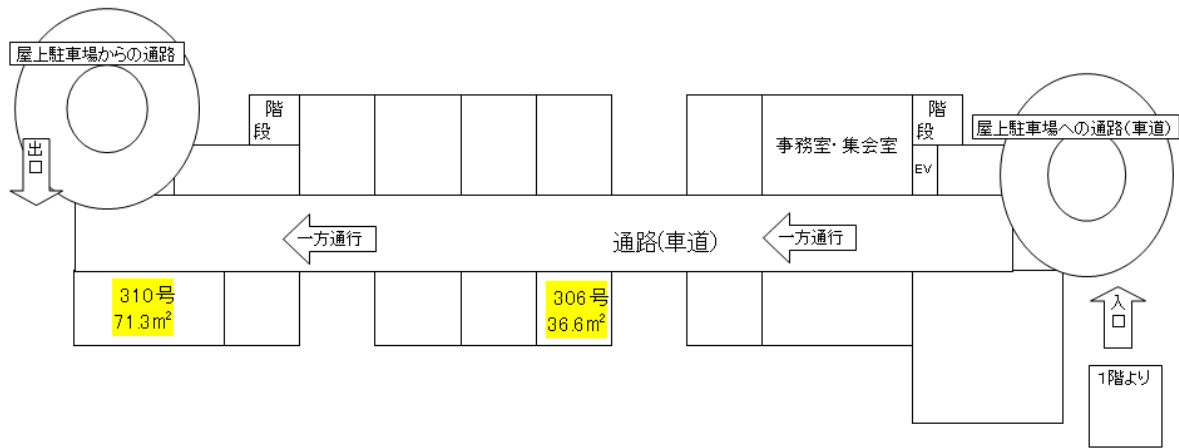 屋上駐車場からの通路
出
口
階
段
事務室・集会室
階
段
EV
屋上駐車場への通路(車道)
一方通行
通路(車道)
一方通行
310号
71.3m²
306号
36.6m²
入
口
1階より